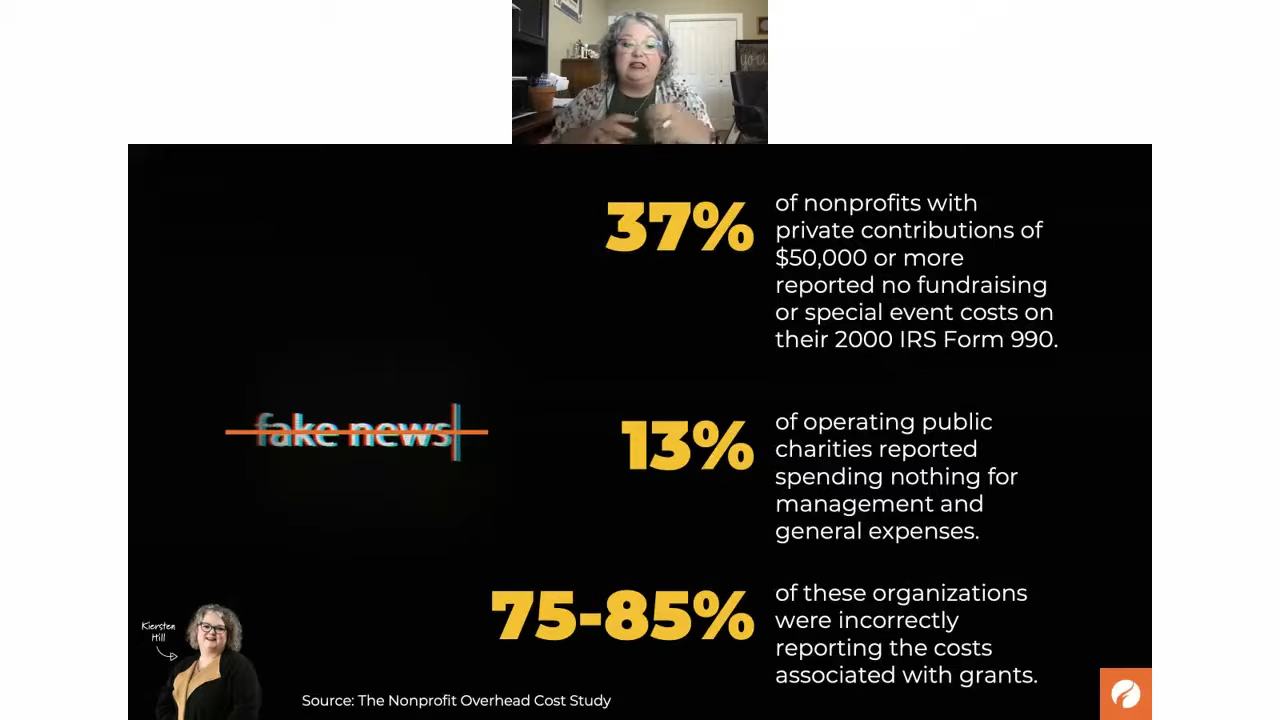 37%
of nonprofits with
private contributions of
$50,000 or more
reported no fundraising
or special event costs on
their 2000 IRS Form 990.
fake news
13%
of operating public
charities reported
spending nothing for
management and
general expenses.
75-85%
of these organizations
were incorrectly
reporting the costs
associated with grants.
Kiersten
Hill
Source: The Nonprofit Overhead Cost Study